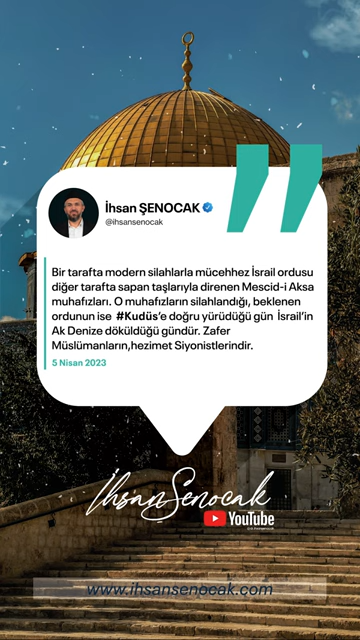 İhsan ŞENOCAK
@ihsansenocak
Bir tarafta modern silahlarla mücehhez İsrail ordusu
diğer tarafta sapan taşlarıyla direnen Mescid-i Aksa
muhafızları. O muhafızların silahlandığı, beklenen
ordunun ise #Kudüs'e doğru yürüdüğü gün İsrail'in
Ak Denize döküldüğü gündür. Zafer
Müslümanların,hezimet Siyonistlerindir.
5 Nisan 2023
İhsan Şenocak
YouTube
www.ihsansenocak.com